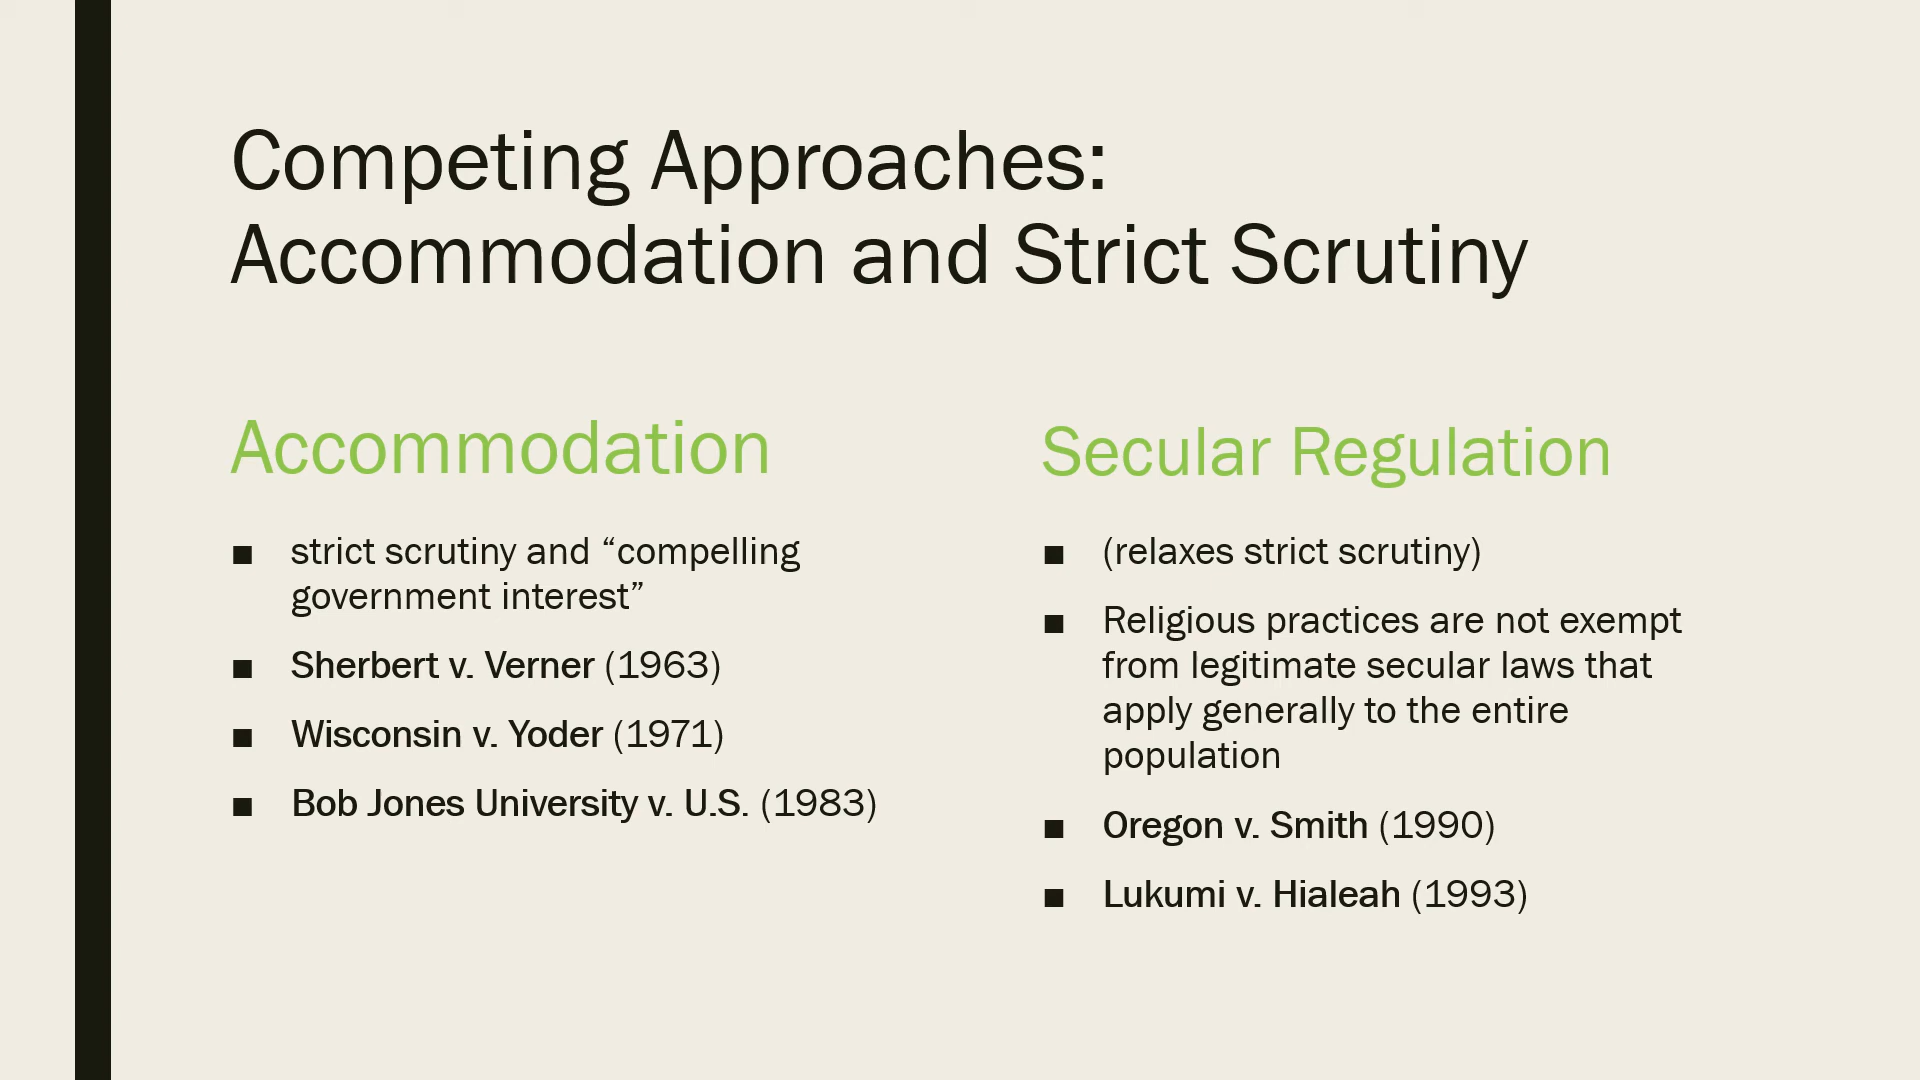 Competing Approaches:
Accommodation and Strict Scrutiny
Accommodation
■ strict scrutiny and “compelling
government interest”
■ Sherbert v. Verner (1963)
■ Wisconsin v. Yoder (1971)
■ Bob Jones University v. U.S. (1983)
Secular Regulation
■ (relaxes strict scrutiny)
■ Religious practices are not exempt
from legitimate secular laws that
apply generally to the entire
population
■ Oregon v. Smith (1990)
■ Lukumi v. Hialeah (1993)